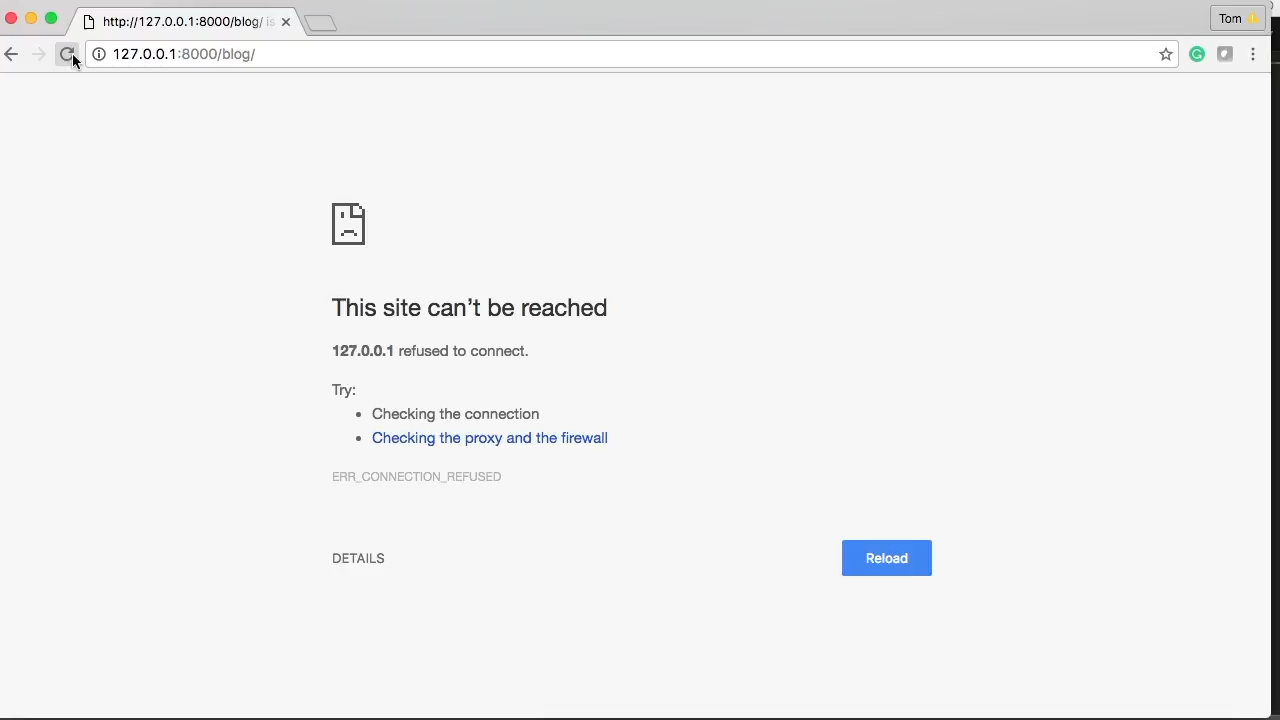 http://127.0.0.1:8000/blog/ is
Tom
127.0.0.1:8000/blog/
This site can’t be reached
127.0.0.1 refused to connect.
Try:
• Checking the connection
• Checking the proxy and the firewall
ERR_CONNECTION_REFUSED
DETAILS
Reload